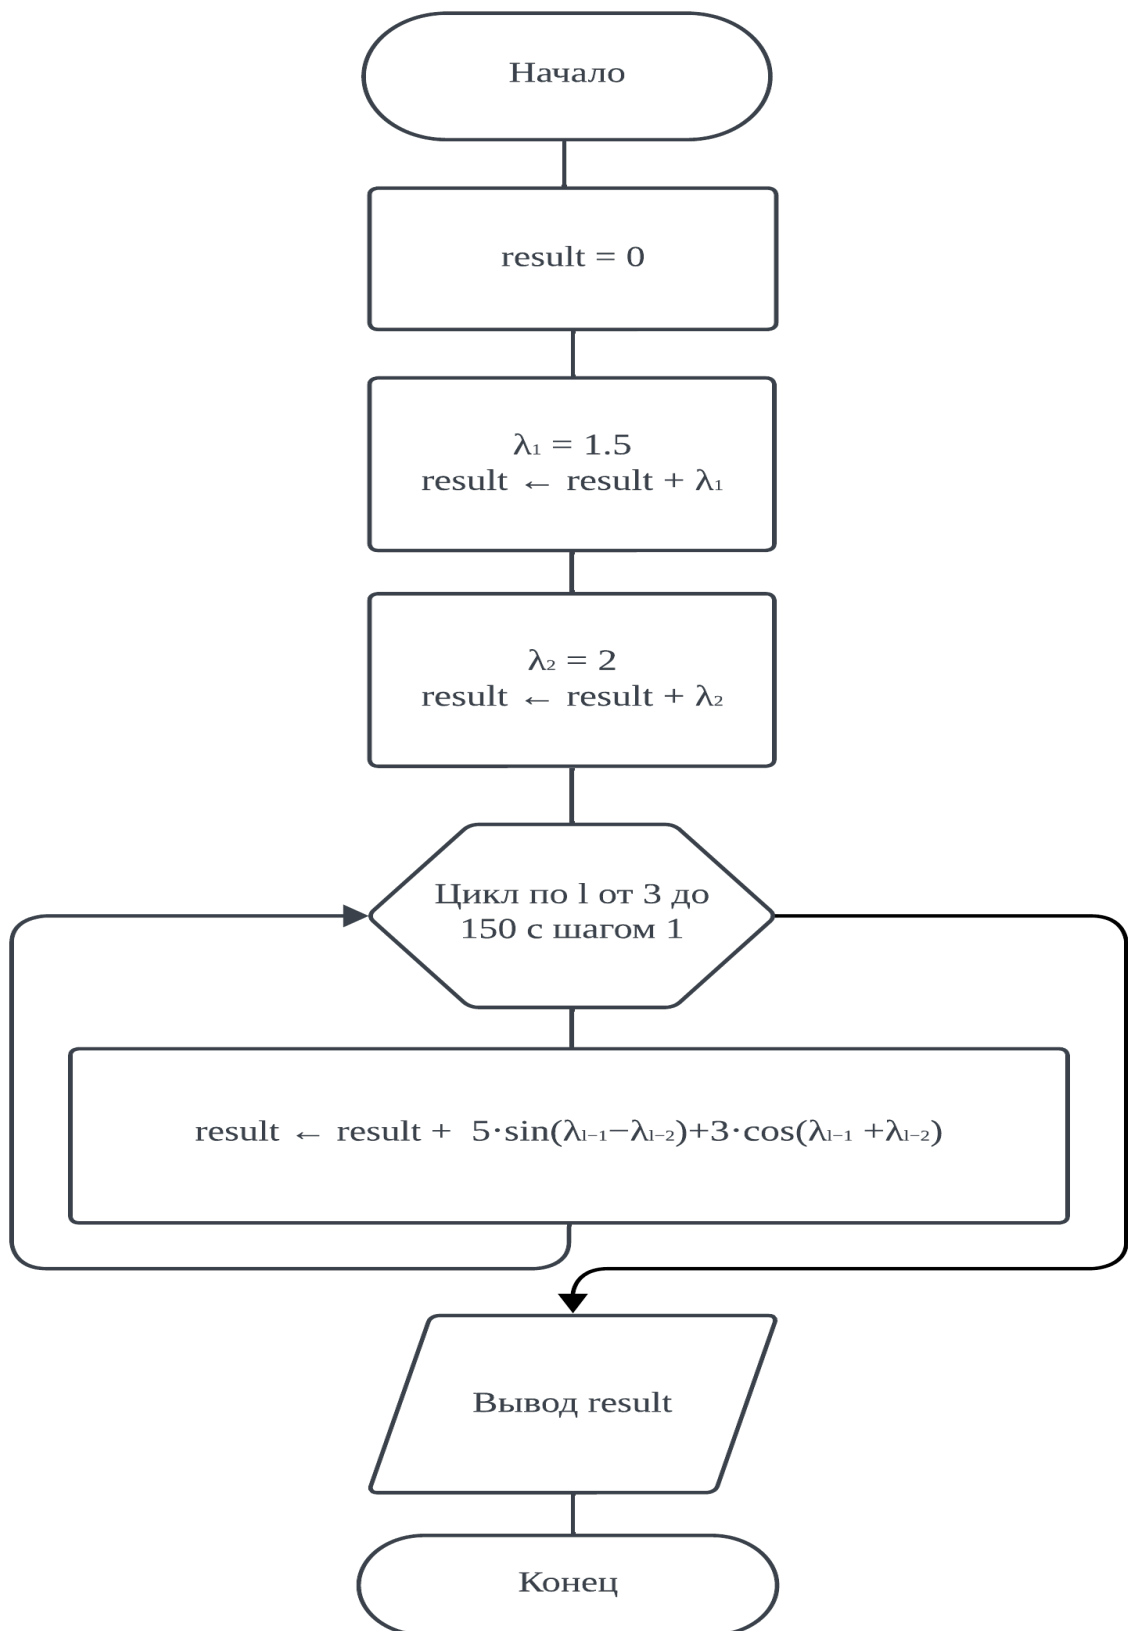 Начало
result = 0
λ₁ = 1.5
result ← result + λ₁
λ₂ = 2
result ← result + λ₂
Цикл по l от 3 до
150 с шагом 1
result ← result + 5·sin(λₗ₋₁−λₗ₋₂)+3·cos(λₗ₋₁ +λₗ₋₂)
Вывод result
Конец